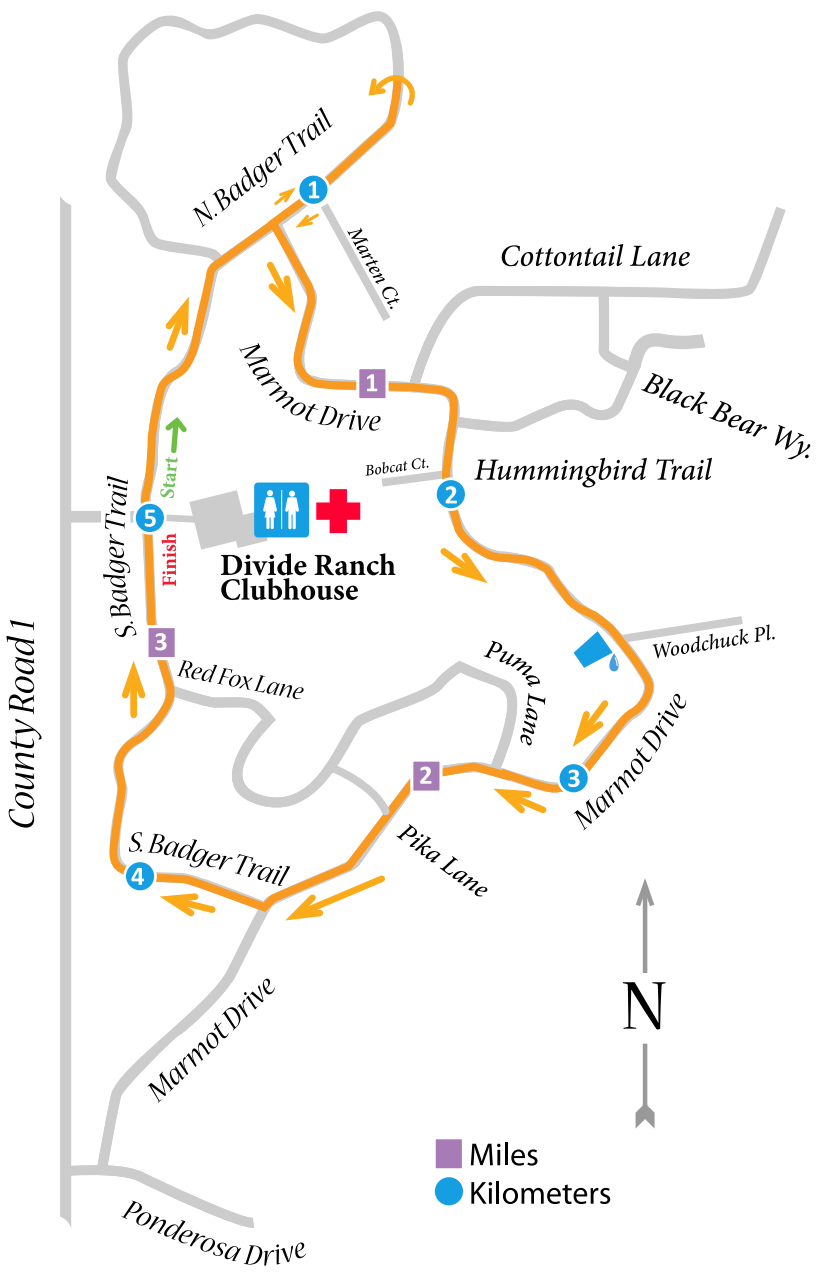 N. Badger Trail
1
Marten Ct.
Cottontail Lane
Marmot Drive
1
Black Bear Wy.
Bobcat Ct.
Hummingbird Trail
2
Start
5
Finish
S. Badger Trail
Divide Ranch
Clubhouse
3
Red Fox Lane
Puma Lane
Woodchuck Pl.
County Road 1
2
3
Marmot Drive
S. Badger Trail
4
Pika Lane
Marmot Drive
N
Miles
Kilometers
Ponderosa Drive